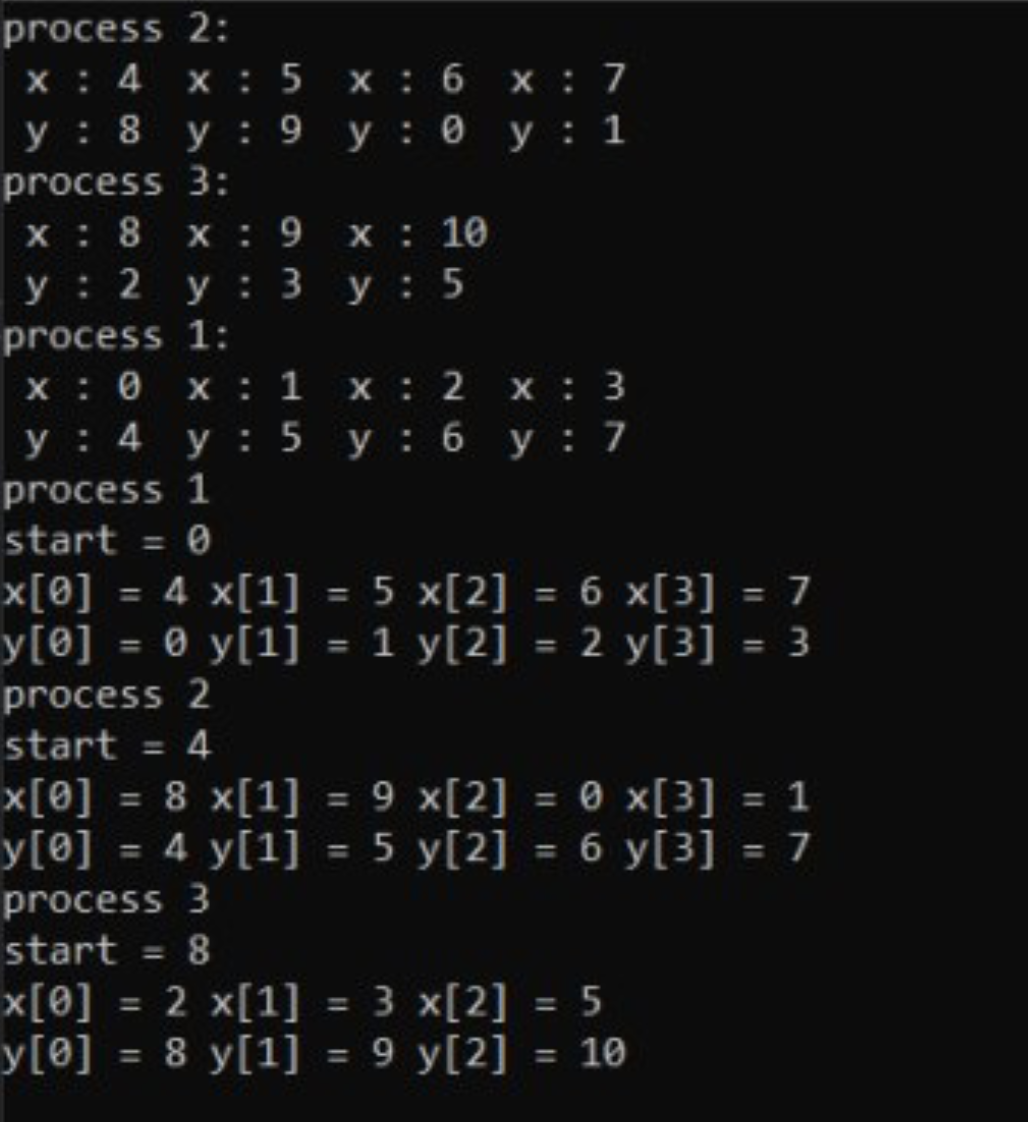 process 2:
 x : 4  x : 5  x : 6  x : 7
 y : 8  y : 9  y : 0  y : 1
process 3:
 x : 8  x : 9  x : 10
 y : 2  y : 3  y : 5
process 1:
 x : 0  x : 1  x : 2  x : 3
 y : 4  y : 5  y : 6  y : 7
process 1
start = 0
x[0] = 4 x[1] = 5 x[2] = 6 x[3] = 7
y[0] = 0 y[1] = 1 y[2] = 2 y[3] = 3
process 2
start = 4
x[0] = 8 x[1] = 9 x[2] = 0 x[3] = 1
y[0] = 4 y[1] = 5 y[2] = 6 y[3] = 7
process 3
start = 8
x[0] = 2 x[1] = 3 x[2] = 5
y[0] = 8 y[1] = 9 y[2] = 10